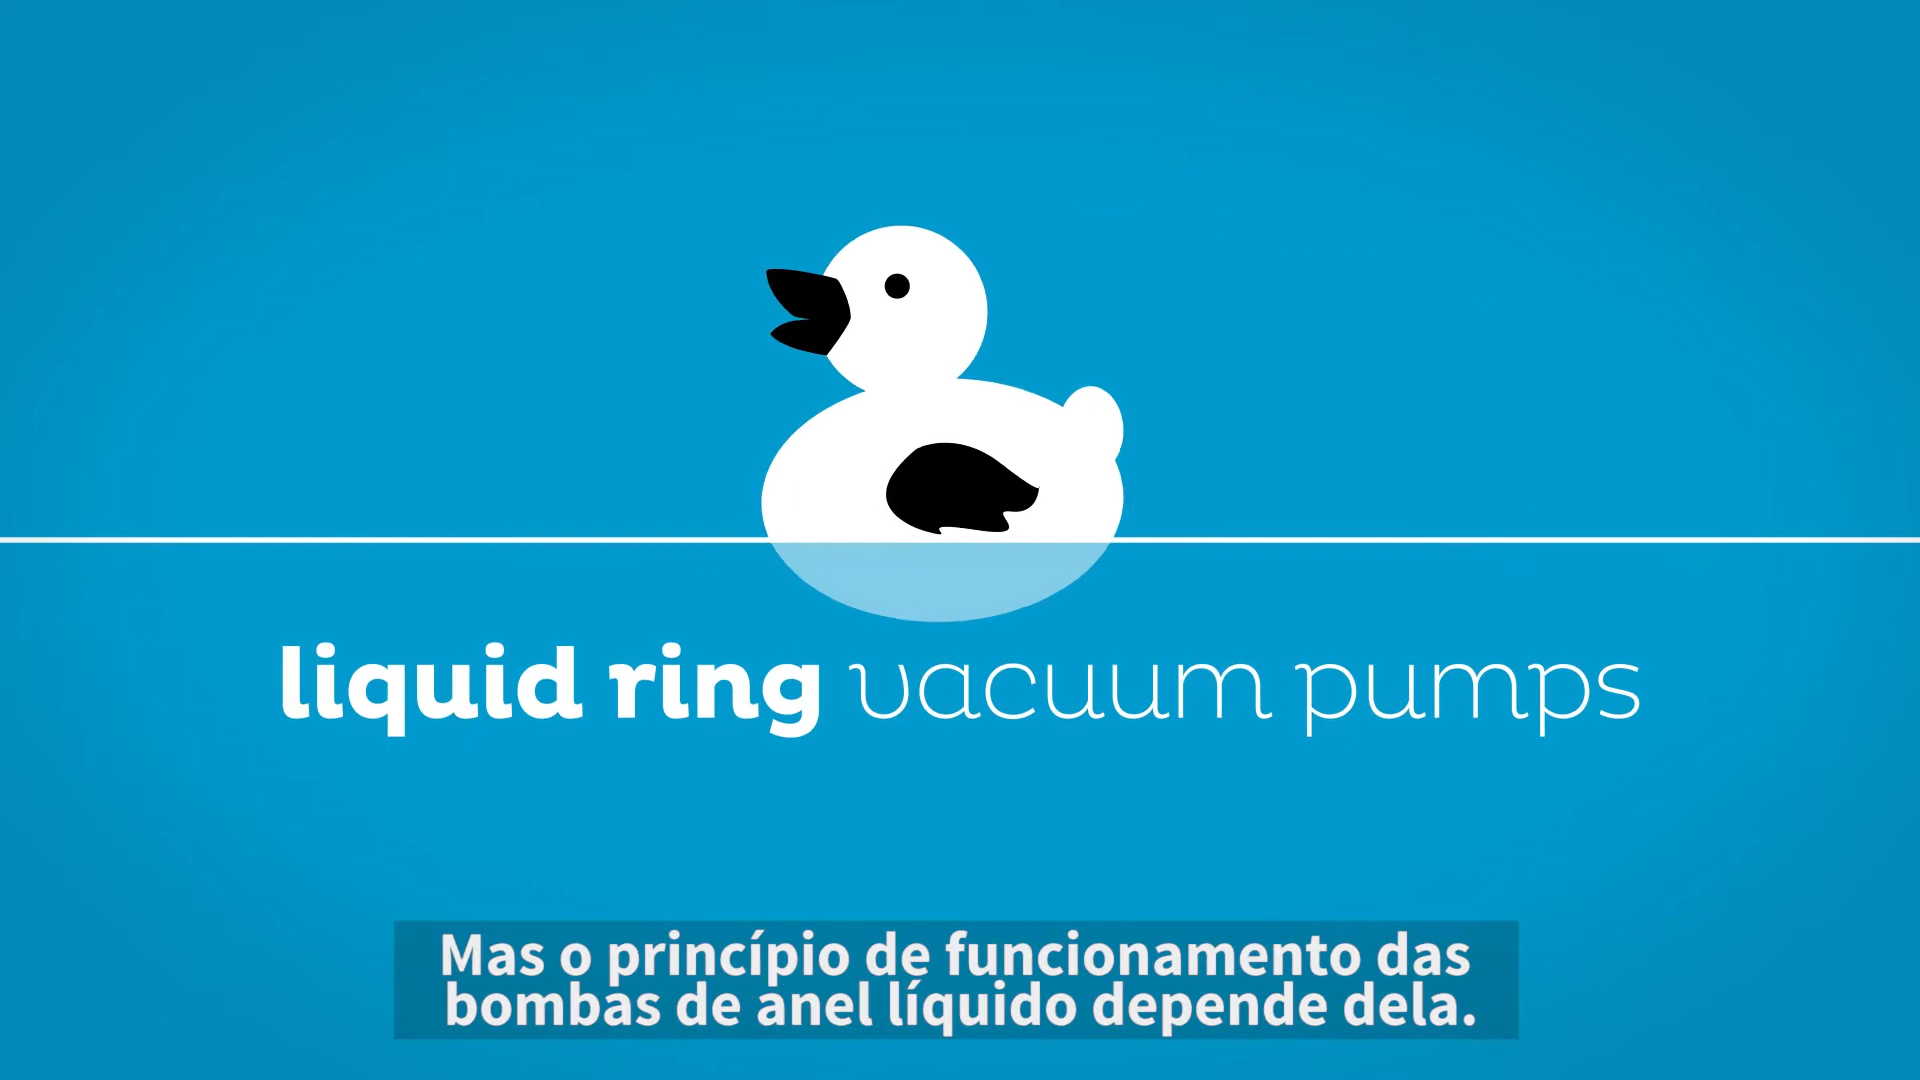 liquid ring vacuum pumps
Mas o princípio de funcionamento das
bombas de anel líquido depende dela.